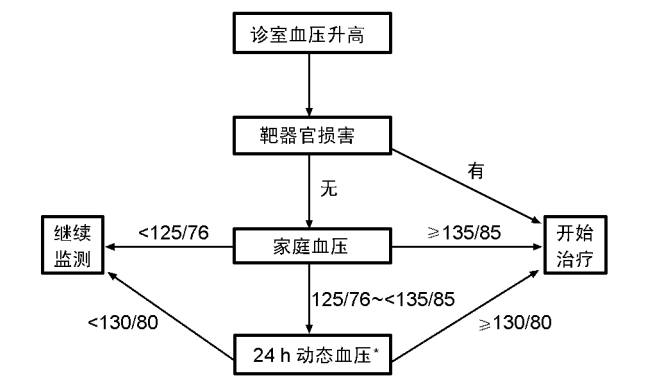 诊室血压升高
靶器官损害
有
无
继续
监测
<125/76
家庭血压
≥135/85
开始
治疗
125/76~<135/85
<130/80
≥130/80
24 h 动态血压*